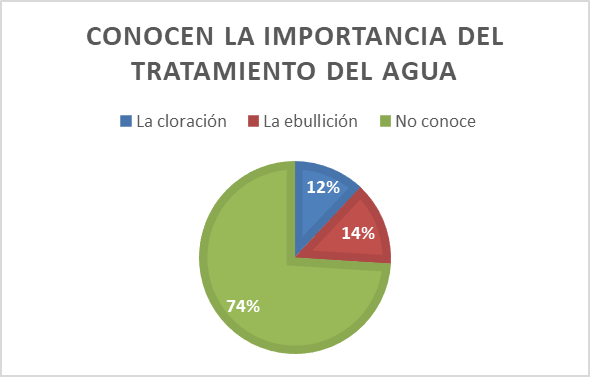 CONOCEN LA IMPORTANCIA DEL
TRATAMIENTO DEL AGUA
La cloración La ebullición No conoce
12%
14%
74%